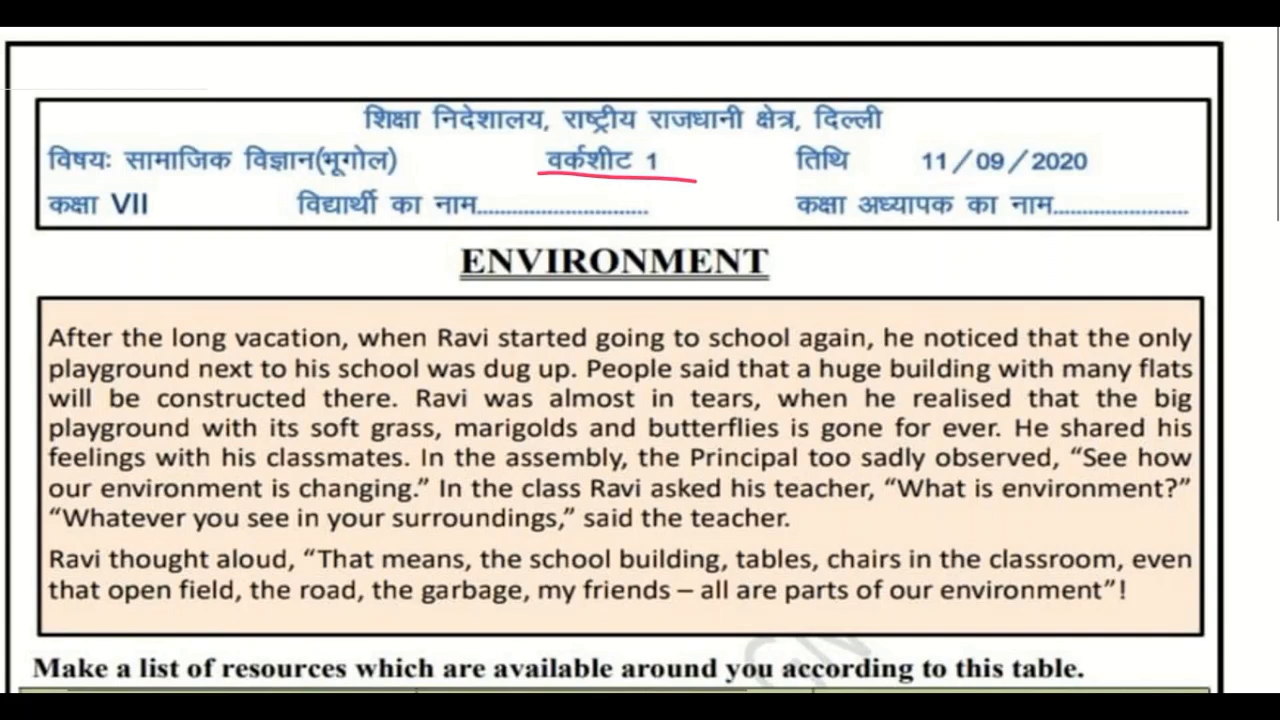 शिक्षा निदेशालय, राष्ट्रीय राजधानी क्षेत्र, दिल्ली
विषयः सामाजिक विज्ञान(भूगोल) वर्कशीट 1 तिथि 11/09/2020
कक्षा VII विद्यार्थी का नाम............................. कक्षा अध्यापक का नाम.......................
ENVIRONMENT
After the long vacation, when Ravi started going to school again, he noticed that the only
playground next to his school was dug up. People said that a huge building with many flats
will be constructed there. Ravi was almost in tears, when he realised that the big
playground with its soft grass, marigolds and butterflies is gone for ever. He shared his
feelings with his classmates. In the assembly, the Principal too sadly observed, “See how
our environment is changing.” In the class Ravi asked his teacher, “What is environment?”
“Whatever you see in your surroundings,” said the teacher.
Ravi thought aloud, “That means, the school building, tables, chairs in the classroom, even
that open field, the road, the garbage, my friends – all are parts of our environment”!
Make a list of resources which are available around you according to this table.